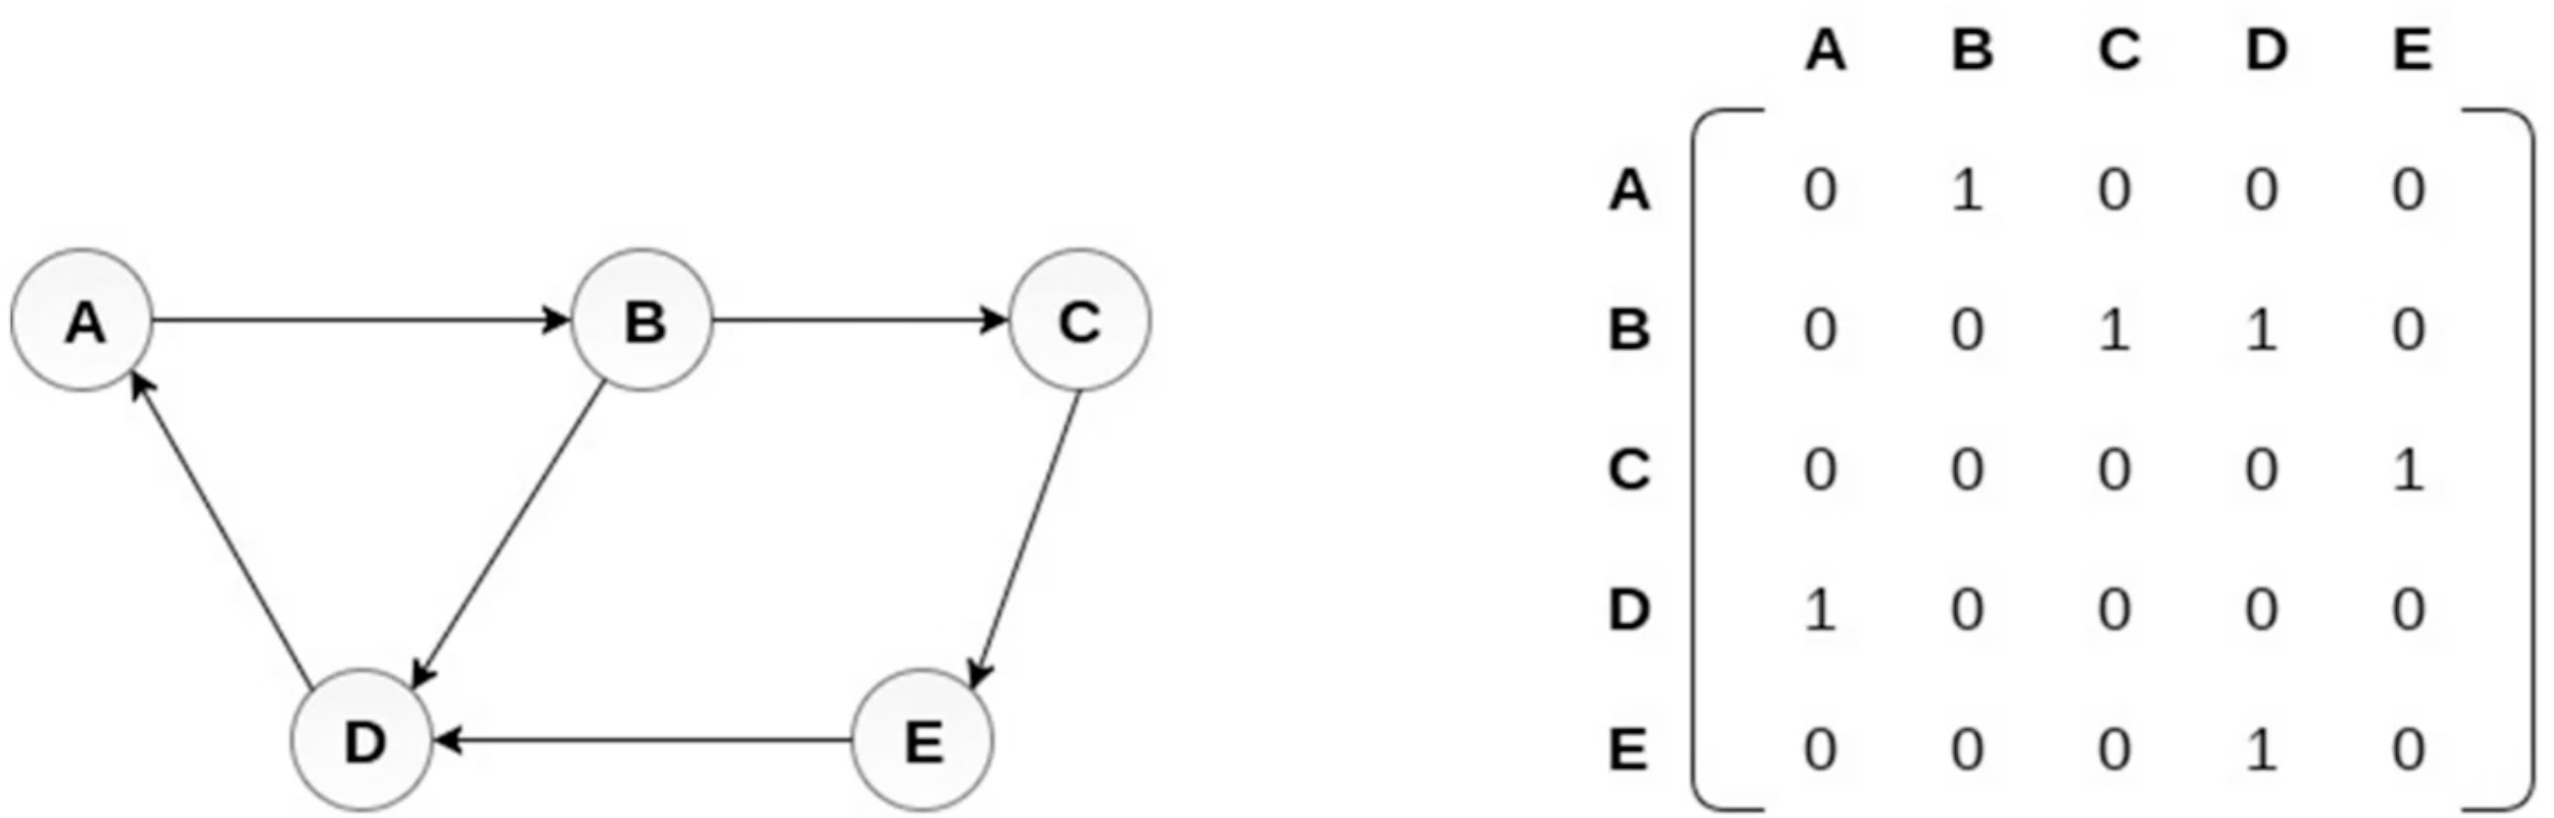 A B C
D E
A B C D E
A 0 1 0 0 0
B 0 0 1 1 0
C 0 0 0 0 1
D 1 0 0 0 0
E 0 0 0 1 0